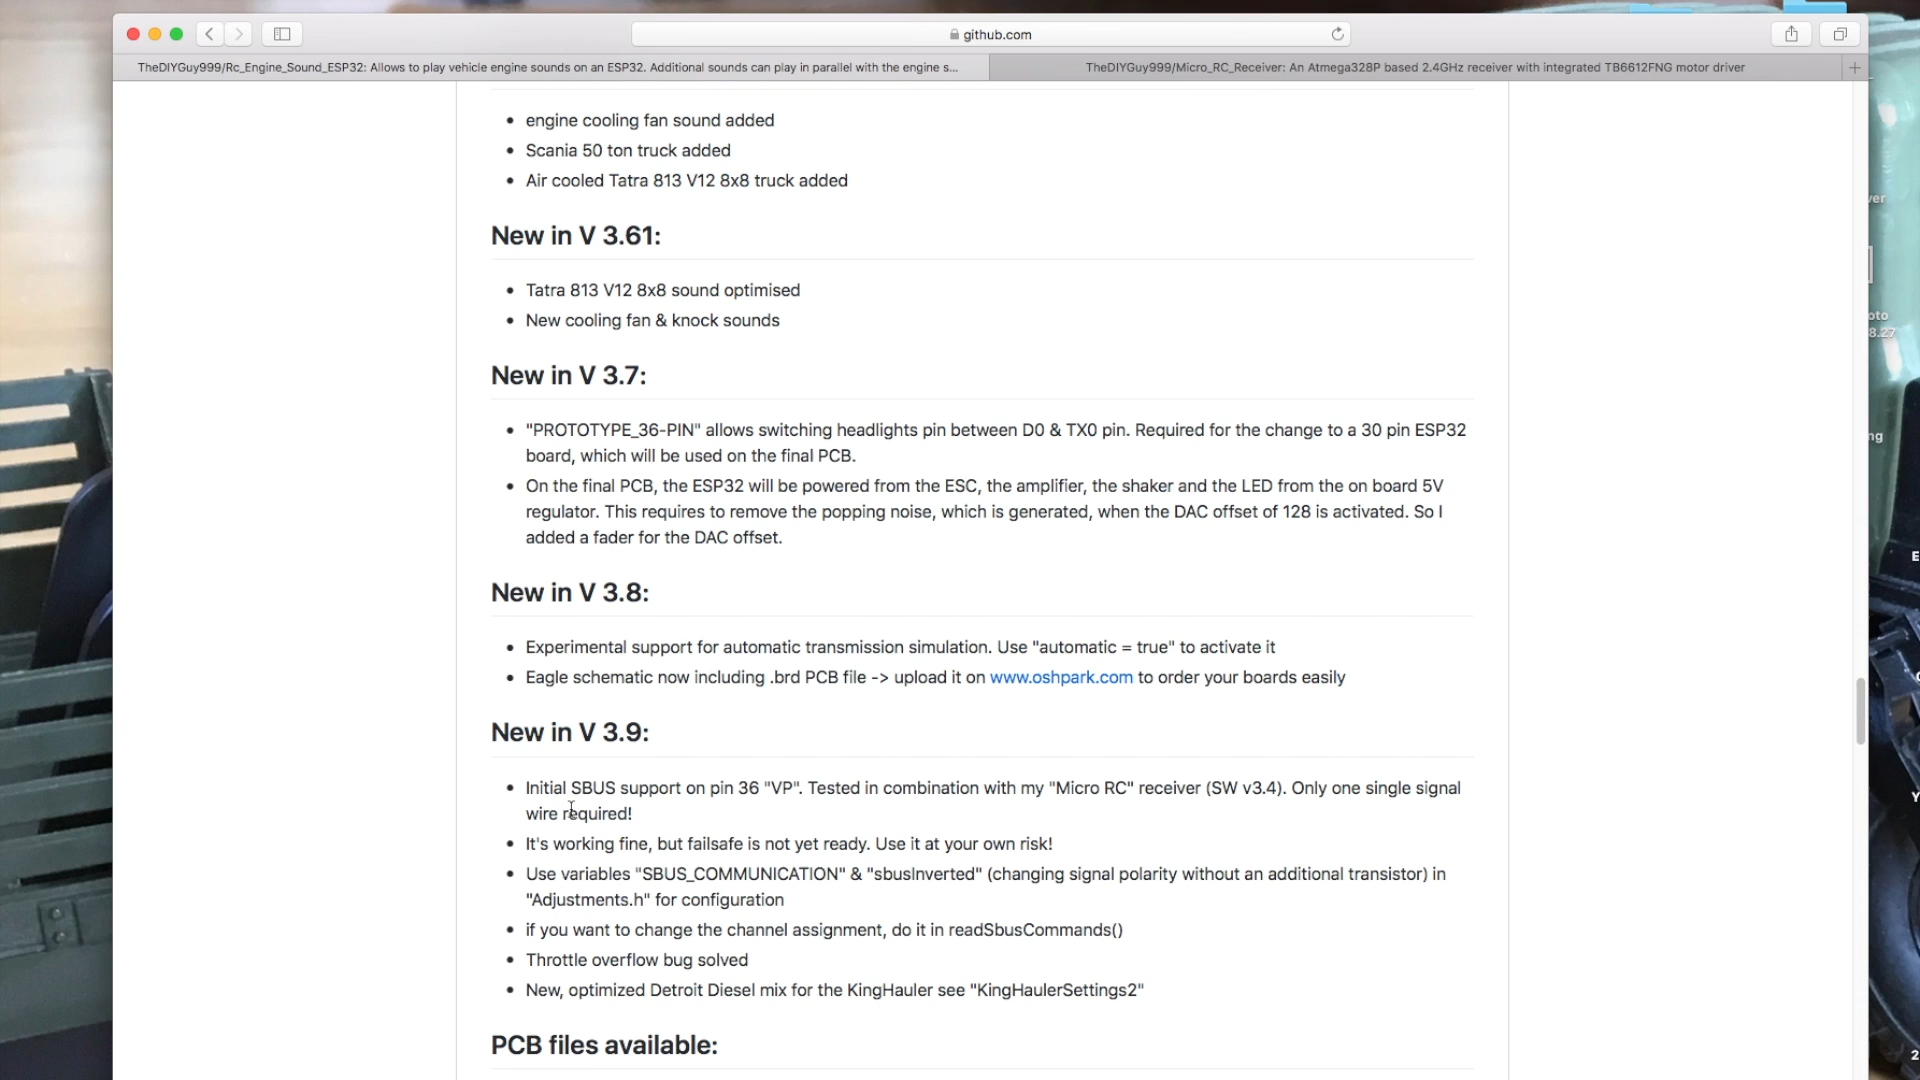 github.com
TheDIYGuy999/Rc_Engine_Sound_ESP32: Allows to play vehicle engine sounds on an ESP32. Additional sounds can play in parallel with the engine s...
TheDIYGuy999/Micro_RC_Receiver: An Atmega328P based 2.4GHz receiver with integrated TB6612FNG motor driver
engine cooling fan sound added
Scania 50 ton truck added
Air cooled Tatra 813 V12 8x8 truck added
New in V 3.61:
Tatra 813 V12 8x8 sound optimised
New cooling fan & knock sounds
New in V 3.7:
"PROTOTYPE_36-PIN" allows switching headlights pin between D0 & TX0 pin. Required for the change to a 30 pin ESP32
board, which will be used on the final PCB.
On the final PCB, the ESP32 will be powered from the ESC, the amplifier, the shaker and the LED from the on board 5V
regulator. This requires to remove the popping noise, which is generated, when the DAC offset of 128 is activated. So I
added a fader for the DAC offset.
New in V 3.8:
Experimental support for automatic transmission simulation. Use "automatic = true" to activate it
Eagle schematic now including .brd PCB file -> upload it on www.oshpark.com to order your boards easily
New in V 3.9:
Initial SBUS support on pin 36 "VP". Tested in combination with my "Micro RC" receiver (SW v3.4). Only one single signal
wire required!
It's working fine, but failsafe is not yet ready. Use it at your own risk!
Use variables "SBUS_COMMUNICATION" & "sbusInverted" (changing signal polarity without an additional transistor) in
"Adjustments.h" for configuration
if you want to change the channel assignment, do it in readSbusCommands()
Throttle overflow bug solved
New, optimized Detroit Diesel mix for the KingHauler see "KingHaulerSettings2"
PCB files available: